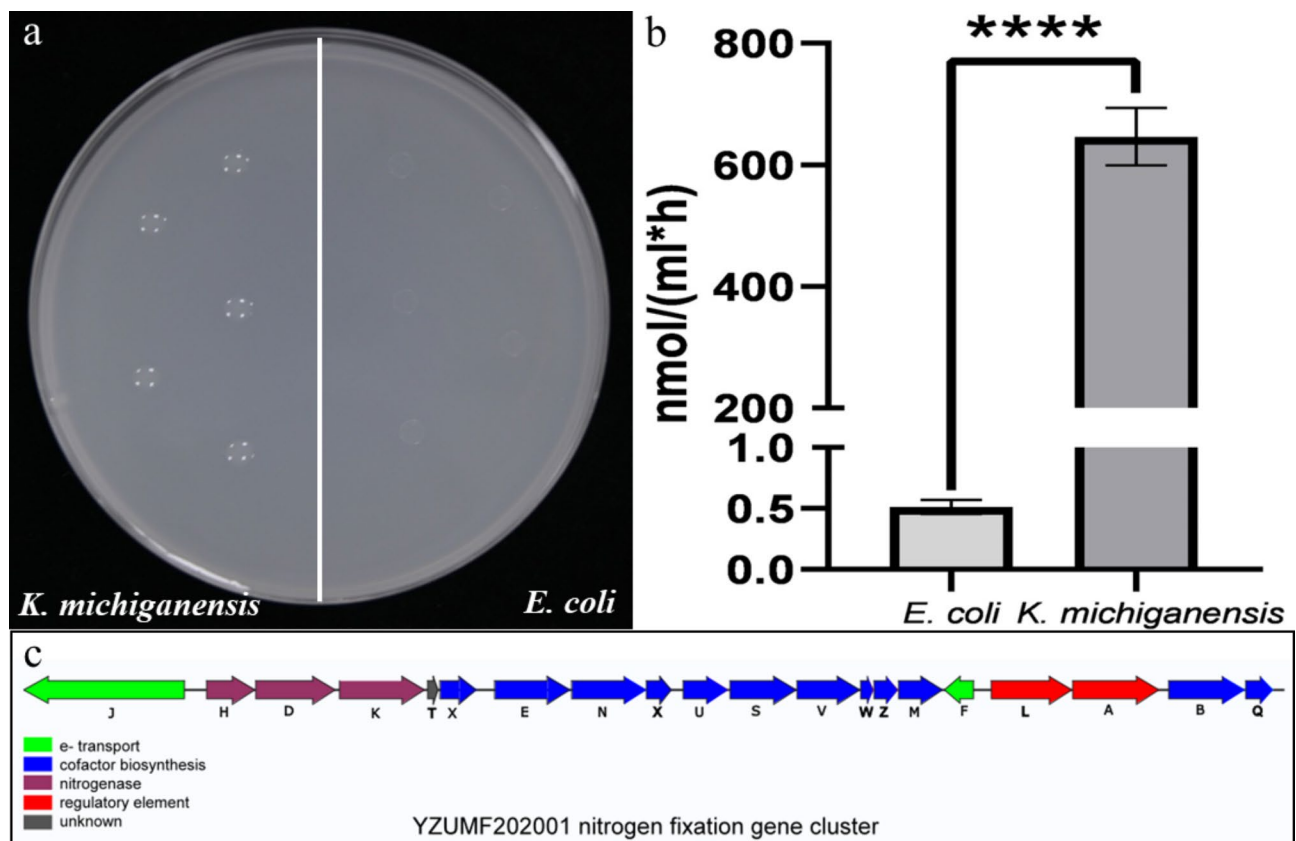 a
K. michiganensis
E. coli
b
****
nmol/(ml*h)
800
600
400
200
1.0
0.5
0.0
E. coli K. michiganensis
c
J H D K T X E N X U S V W Z M F L A B Q
e- transport
cofactor biosynthesis
nitrogenase
regulatory element
unknown
YZUMF202001 nitrogen fixation gene cluster